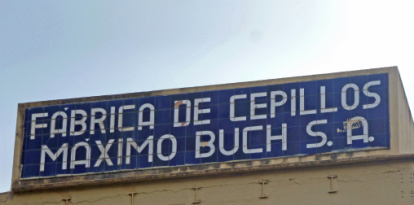 FÁBRICA DE CEPILLOS
MÁXIMO BUCH S.A.